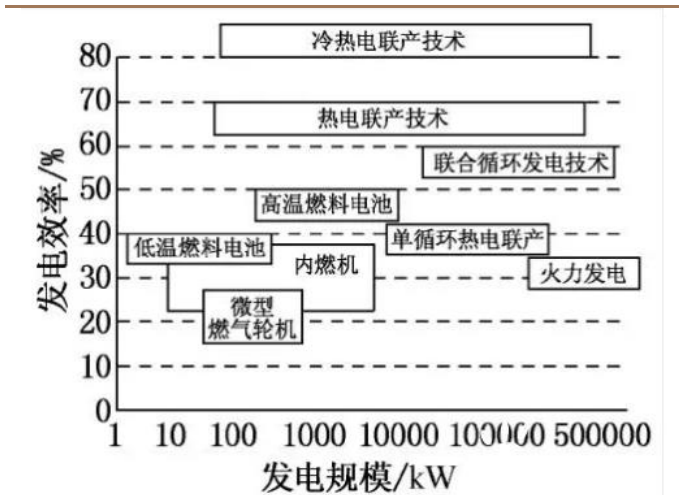 冷热电联产技术
80
70
热电联产技术
60
联合循环发电技术
50
高温燃料电池
40
单循环热电联产
低温燃料电池
内燃机
30
火力发电
微型
燃气轮机
20
10
0
发电效率/%
1 10 100 1000 10000 100000 500000
发电规模/kW